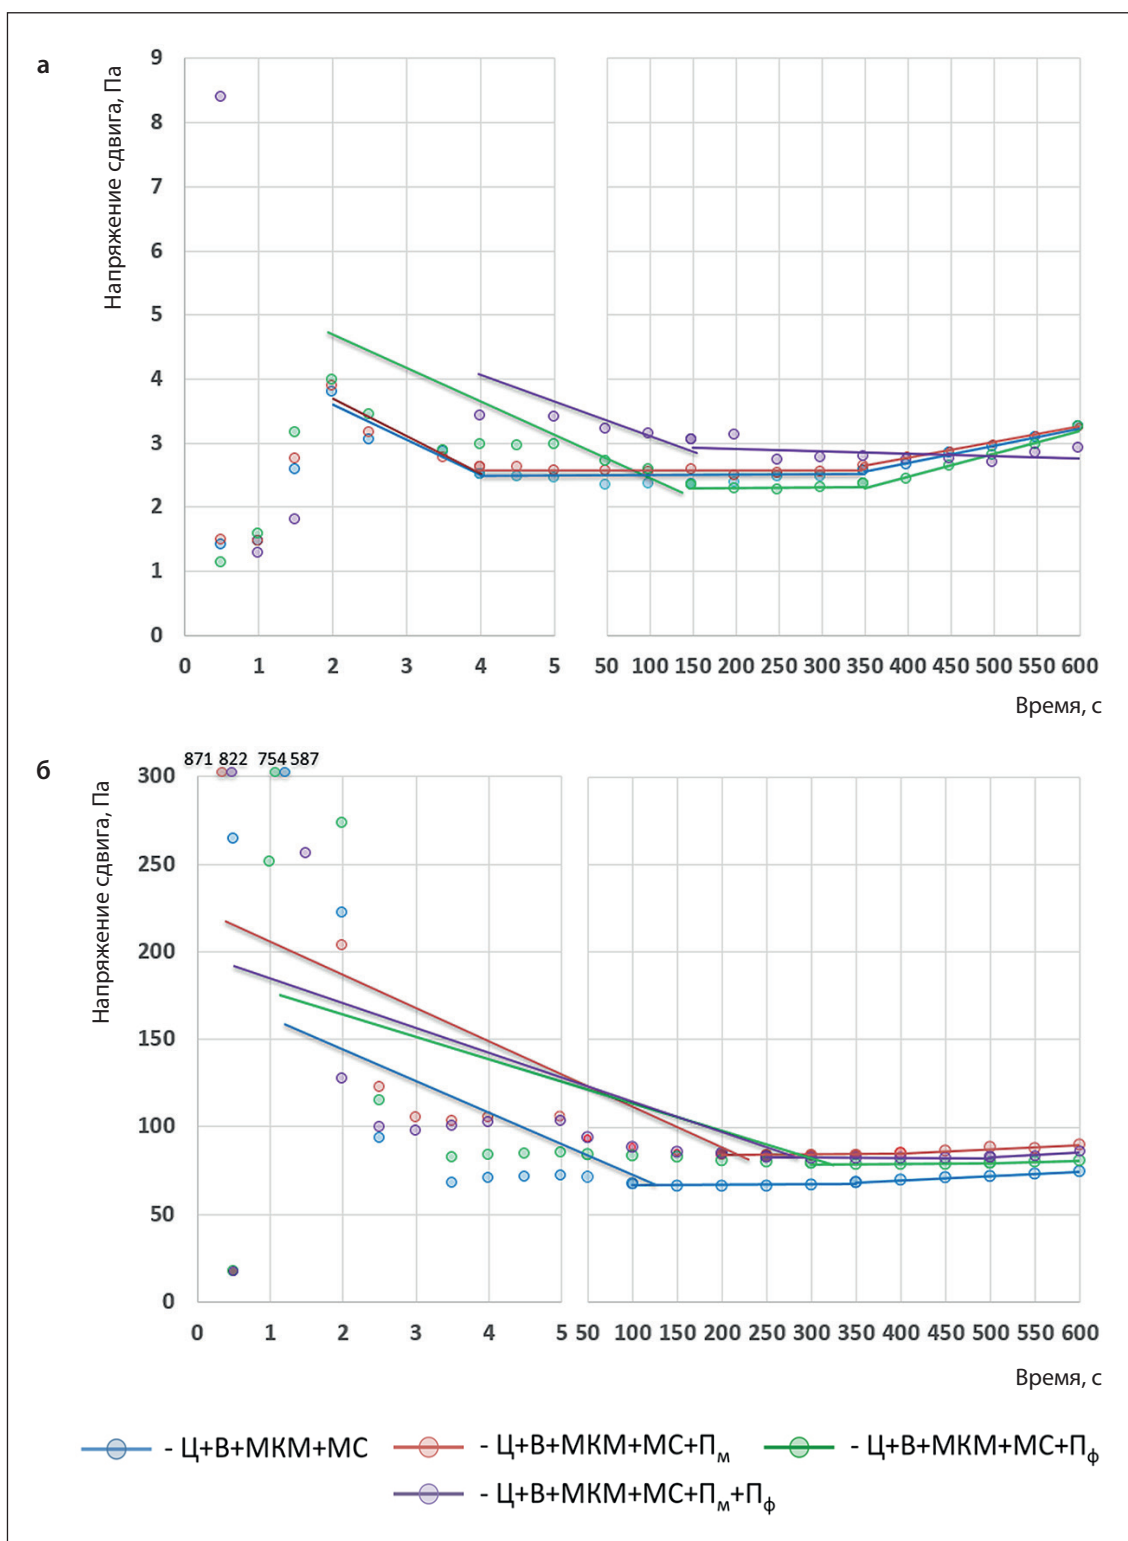 а
Напряжение сдвига, Па
9
8
7
6
5
4
3
2
1
0
0 1 2 3 4 5 50 100 150 200 250 300 350 400 450 500 550 600
Время, с
б
871 822 754 587
Напряжение сдвига, Па
300
250
200
150
100
50
0
0 1 2 3 4 5 50 100 150 200 250 300 350 400 450 500 550 600
Время, с
- Ц+В+МКМ+МС - Ц+В+МКМ+МС+Пм - Ц+В+МКМ+МС+Пф
- Ц+В+МКМ+МС+Пм+Пф